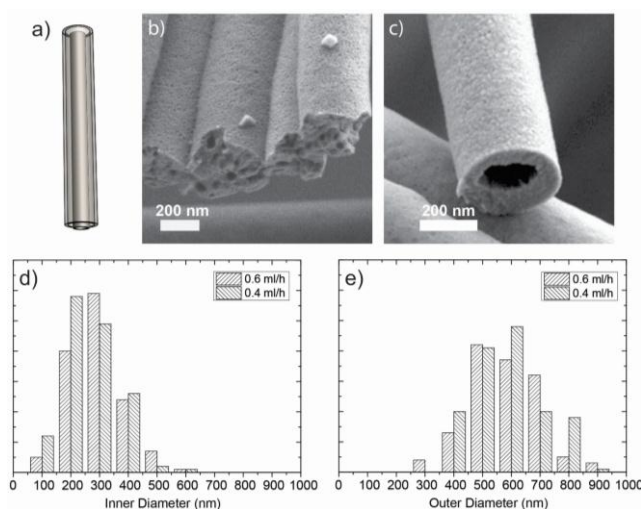 a)
b)
200 nm
c)
200 nm
d)
0.6 ml/h
0.4 ml/h
0 100 200 300 400 500 600 700 800 900 1000
Inner Diameter (nm)
e)
0.6 ml/h
0.4 ml/h
0 100 200 300 400 500 600 700 800 900 1000
Outer Diameter (nm)